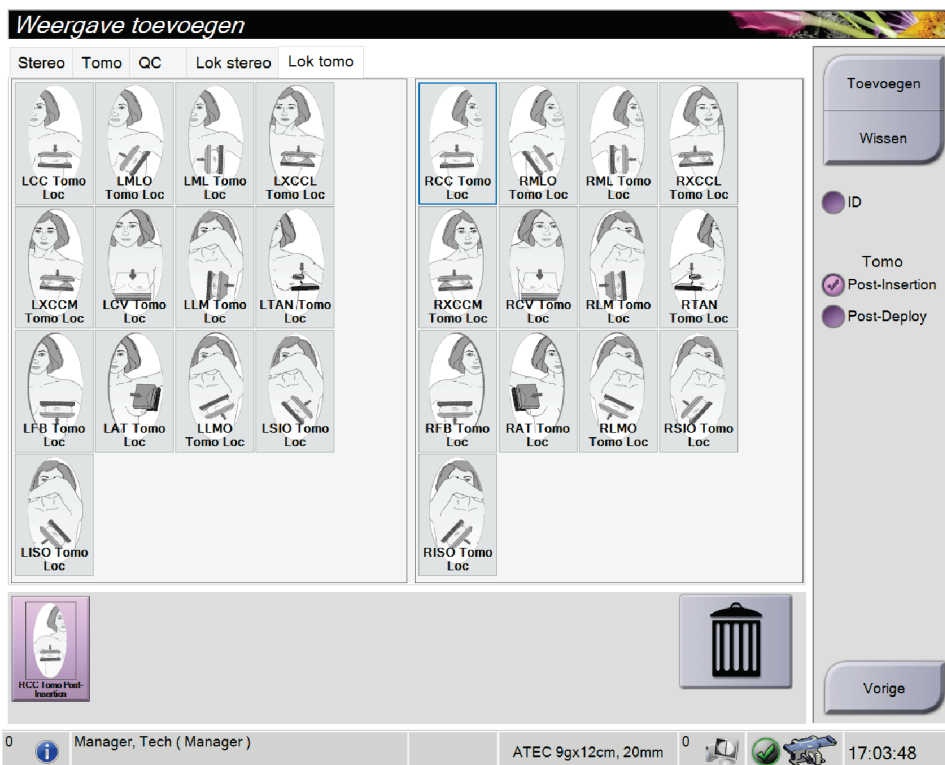 Weergave toevoegen
Stereo Tomo QC Lok stereo Lok tomo
LCC Tomo
Loc
LMLO
Tomo Loc
LML Tomo
Loc
LXCCL
Tomo Loc
RCC Tomo
Loc
RMLO
Tomo Loc
RML Tomo
Loc
RXCCL
Tomo Loc
LXCCM
Tomo Loc
LCV Tomo
Loc
LLM Tomo
Loc
LTAN Tomo
Loc
RXCCM
Tomo Loc
RCV Tomo
Loc
RLM Tomo
Loc
RTAN
Tomo Loc
LFB Tomo
Loc
LAT Tomo
Loc
LLMO
Tomo Loc
LSIO Tomo
Loc
RFB Tomo
Loc
RAT Tomo
Loc
RLMO
Tomo Loc
RSIO Tomo
Loc
LISO Tomo
Loc
RISO Tomo
Loc
Toevoegen
Wissen
ID
Tomo
Post-Insertion
Post-Deploy
RCC Tomo Post-
Insertion
Vorige
0
Manager, Tech ( Manager )
ATEC 9gx12cm, 20mm
0
17:03:48